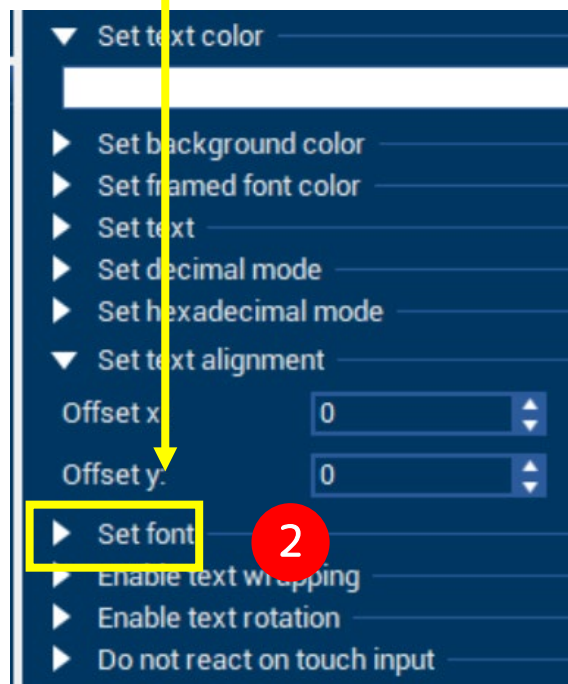 Set text color
Set background color
Set framed font color
Set text
Set decimal mode
Set hexadecimal mode
Set text alignment
Offset x: 0
Offset y: 0
Set font 2
Enable text wrapping
Enable text rotation
Do not react on touch input